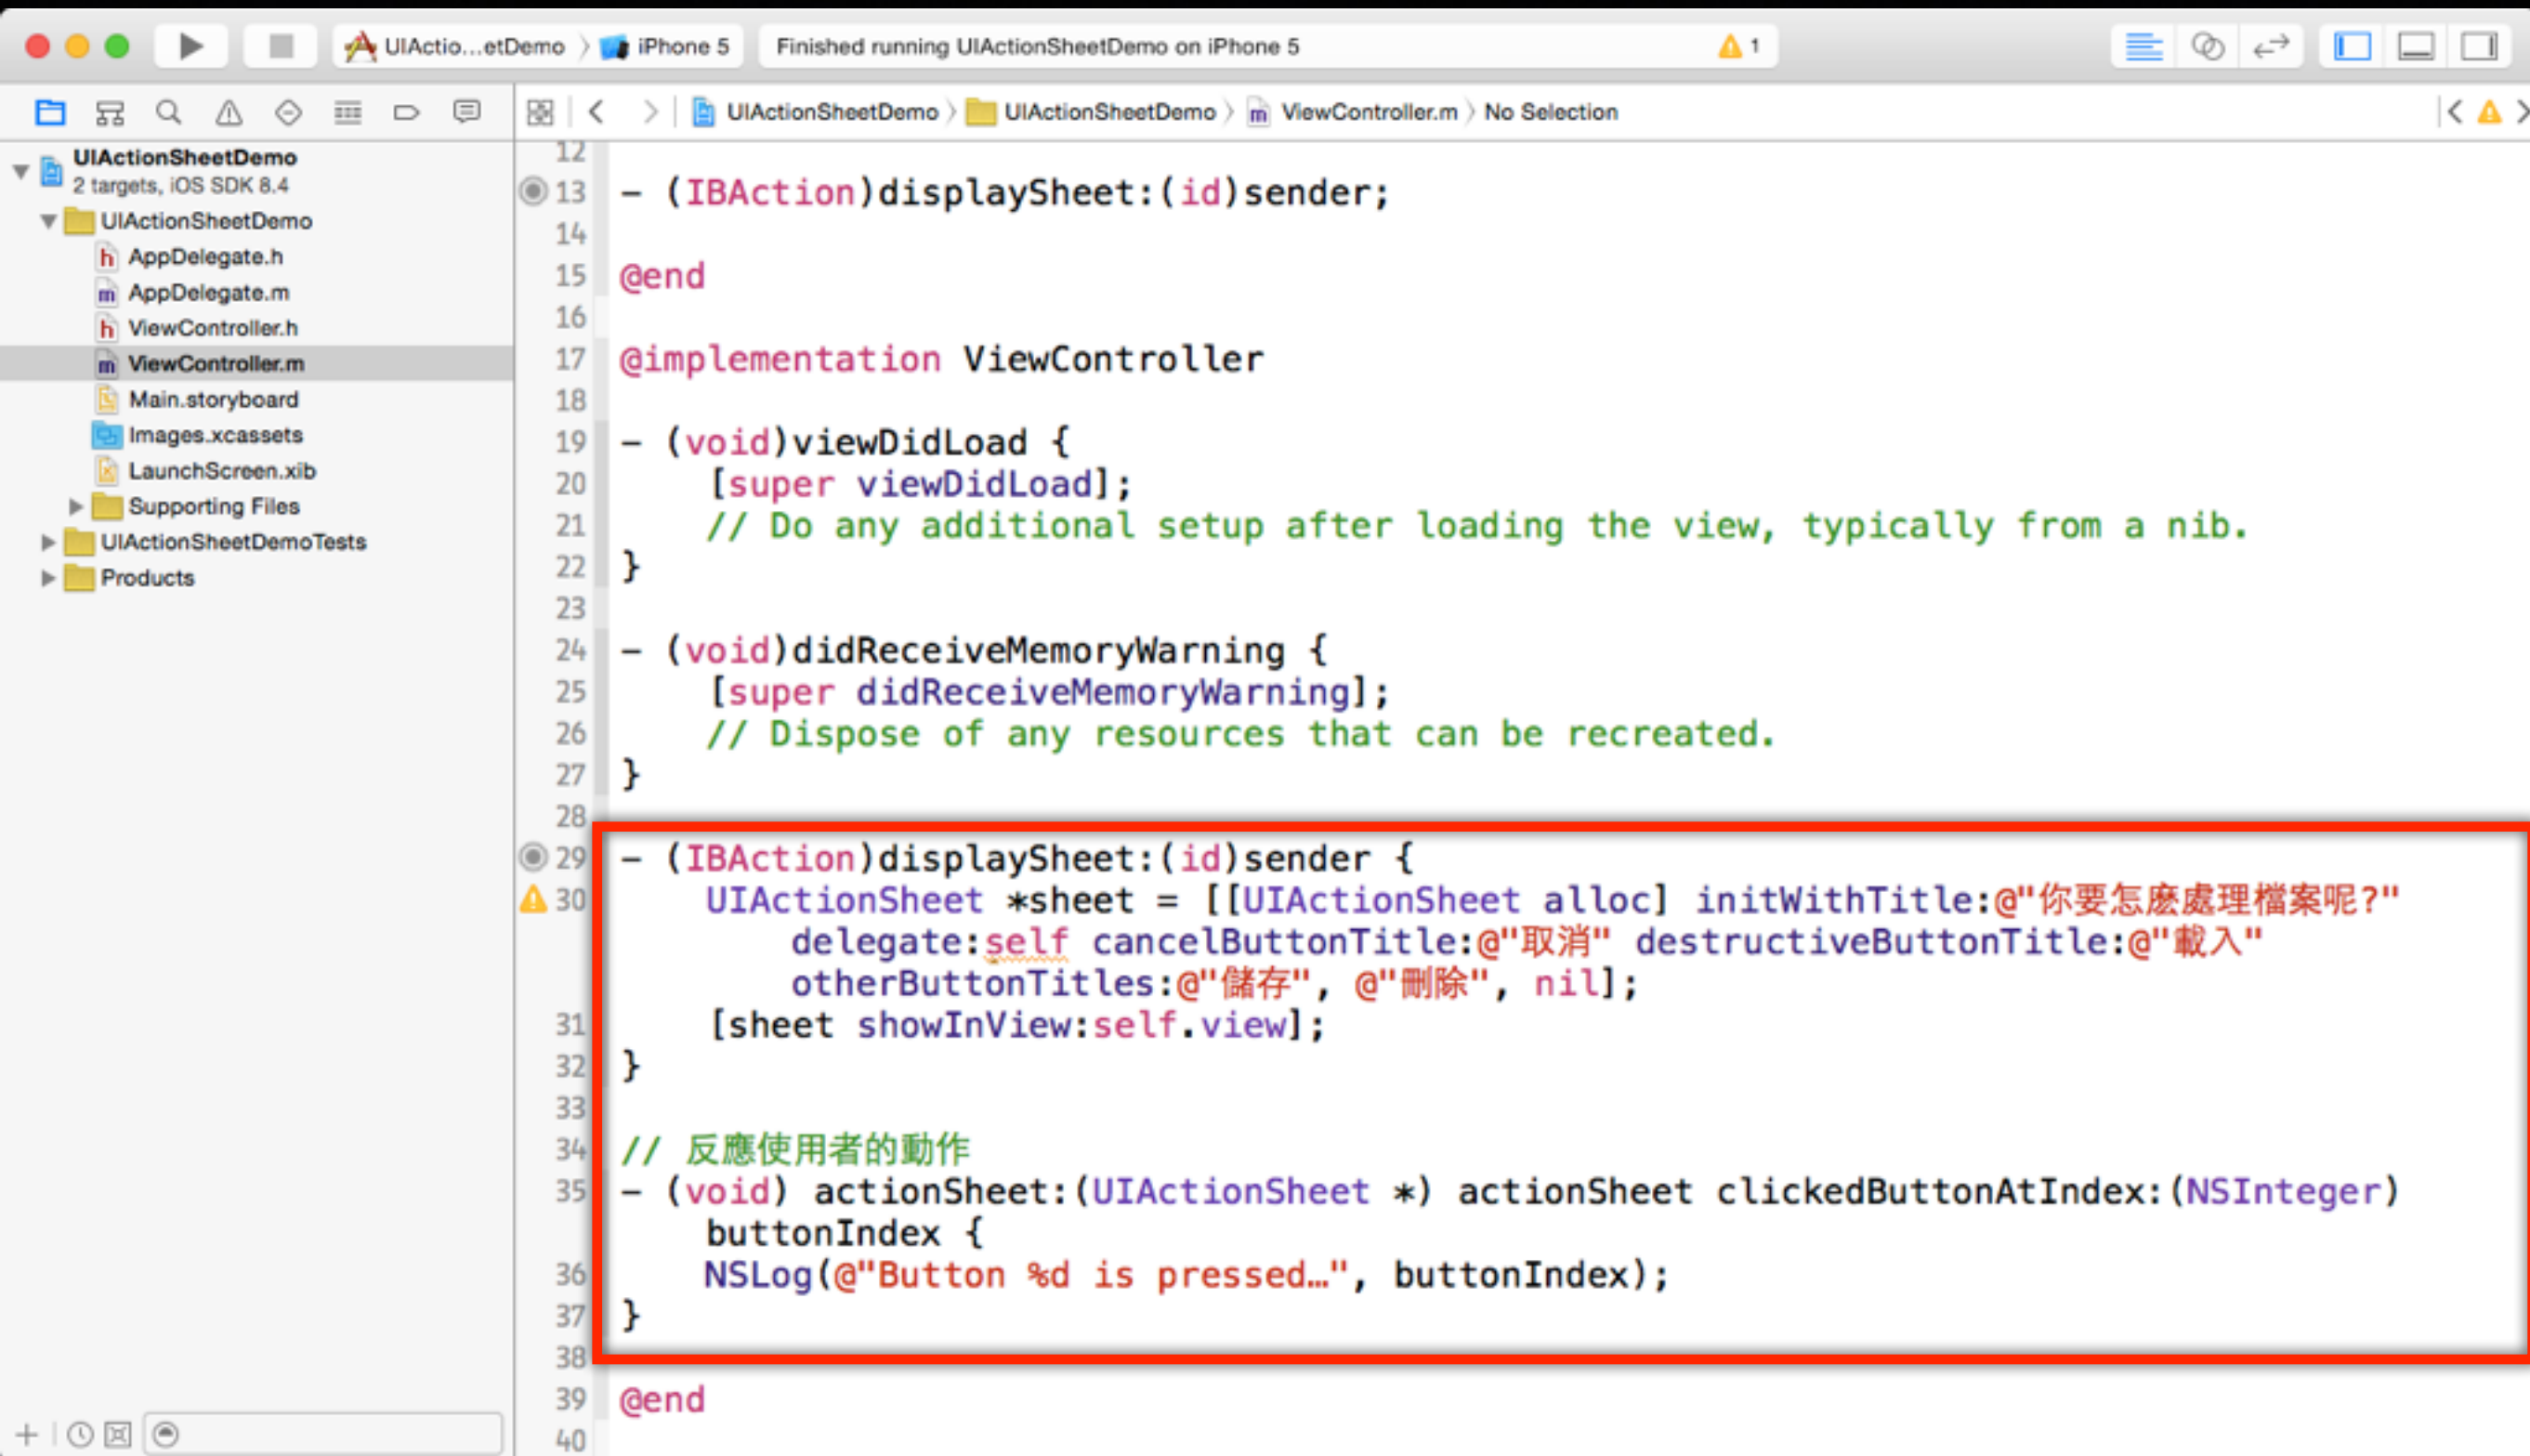 UIActio...etDemo
iPhone 5
Finished running UIActionSheetDemo on iPhone 5
1
UIActionSheetDemo
UIActionSheetDemo
ViewController.m
No Selection
UIActionSheetDemo
2 targets, iOS SDK 8.4
UIActionSheetDemo
AppDelegate.h
AppDelegate.m
ViewController.h
ViewController.m
Main.storyboard
Images.xcassets
LaunchScreen.xib
Supporting Files
UIActionSheetDemoTests
Products
12
13 - (IBAction)displaySheet:(id)sender;
14
15 @end
16
17 @implementation ViewController
18
19 - (void)viewDidLoad {
20 [super viewDidLoad];
21 // Do any additional setup after loading the view, typically from a nib.
22 }
23
24 - (void)didReceiveMemoryWarning {
25 [super didReceiveMemoryWarning];
26 // Dispose of any resources that can be recreated.
27 }
28
29 - (IBAction)displaySheet:(id)sender {
30 UIActionSheet *sheet = [[UIActionSheet alloc] initWithTitle:@"你要怎麼處理檔案呢?"
delegate:self cancelButtonTitle:@"取消" destructiveButtonTitle:@"載入"
otherButtonTitles:@"儲存", @"刪除", nil];
31 [sheet showInView:self.view];
32 }
33
34 // 反應使用者的動作
35 - (void) actionSheet:(UIActionSheet *) actionSheet clickedButtonAtIndex:(NSInteger)
buttonIndex {
36 NSLog(@"Button %d is pressed…", buttonIndex);
37 }
38
39 @end
40